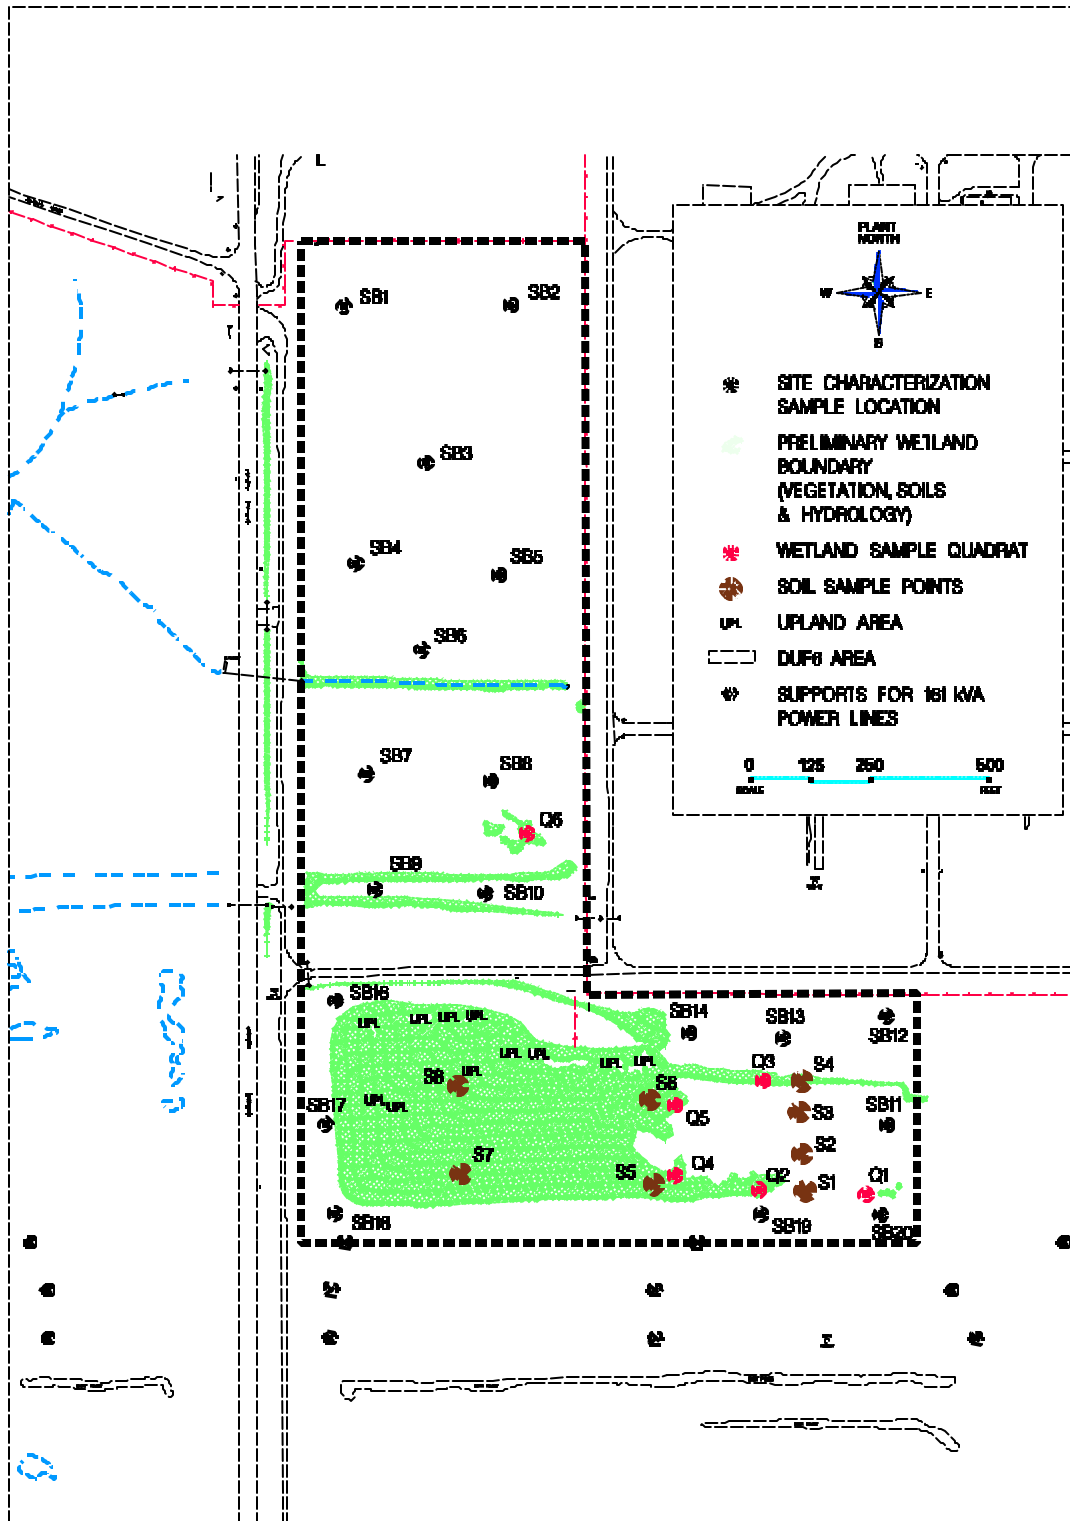 PLANT
NORTH
W
E
S
SB1
SB2
SITE CHARACTERIZATION
SAMPLE LOCATION
PRELIMINARY WETLAND
BOUNDARY
(VEGETATION, SOILS
& HYDROLOGY)
SB3
WETLAND SAMPLE QUADRAT
SB4
SB5
SOIL SAMPLE POINTS
UPL
UPLAND AREA
SB6
DUF6 AREA
SUPPORTS FOR 161 kVA
POWER LINES
SB7
SB8
0 125 250 500
SCALE
FEET
Q6
SB9
SB10
SB16
UPL
UPL UPL UPL
SB14
SB13
SB12
UPL UPL
UPL UPL
Q3
S4
S8
UPL
S6
UPL UPL
SB17
Q5
S3
SB11
S7
S2
S5
Q4
Q2
S1
Q1
SB18
SB19
SB20